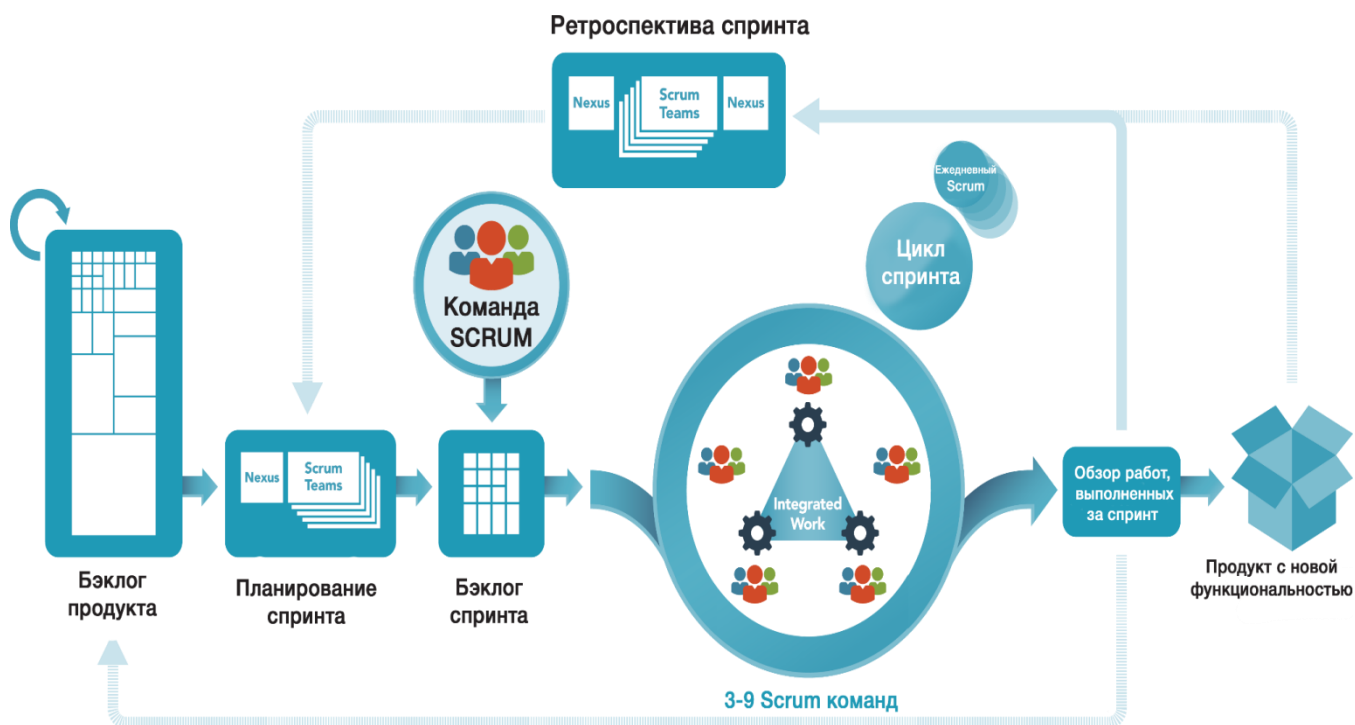 Ретроспектива спринта
Nexus
Scrum
Teams
Nexus
Ежедневный
Scrum
Цикл
спринта
Команда
SCRUM
Nexus
Scrum
Teams
Integrated
Work
Обзор работ,
выполненных
за спринт
Бэклог
продукта
Планирование
спринта
Бэклог
спринта
Продукт с новой
функциональностью
3-9 Scrum команд